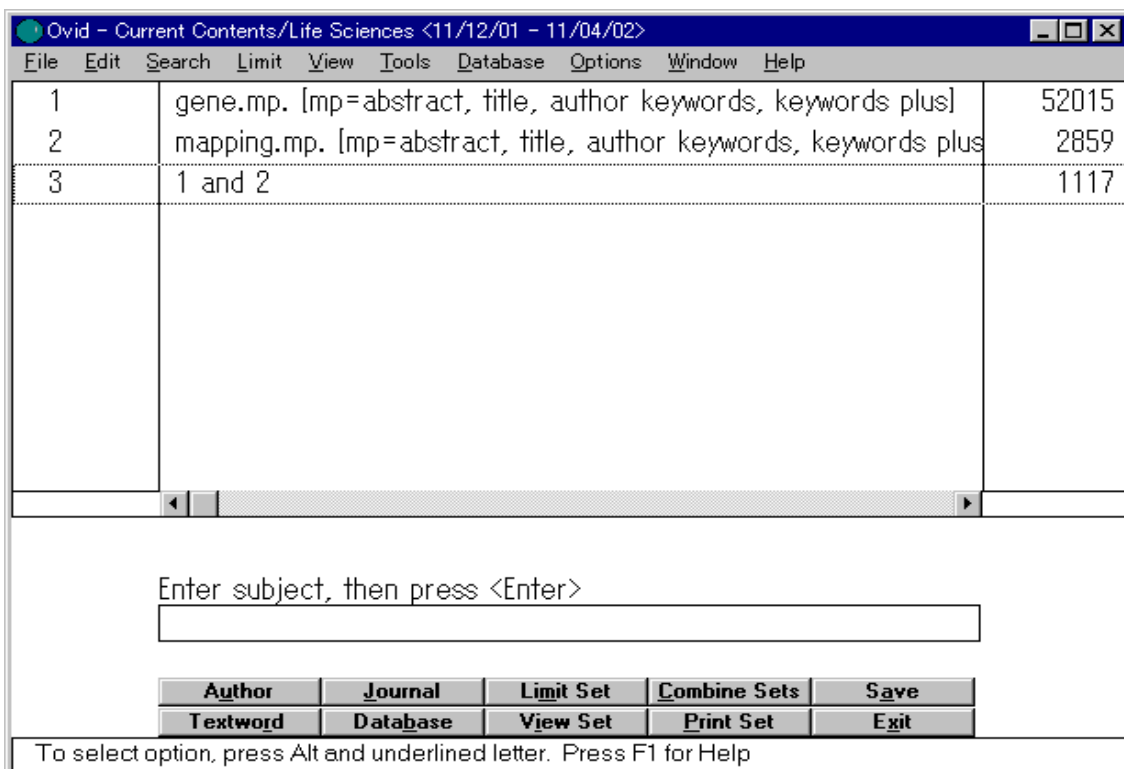 Ovid - Current Contents/Life Sciences <11/12/01 - 11/04/02>
File Edit Search Limit View Tools Database Options Window Help
1 gene.mp. [mp=abstract, title, author keywords, keywords plus] 52015
2 mapping.mp. [mp=abstract, title, author keywords, keywords plus 2859
3 1 and 2 1117
Enter subject, then press <Enter>
Author Journal Limit Set Combine Sets Save
Textword Database View Set Print Set Exit
To select option, press Alt and underlined letter. Press F1 for Help